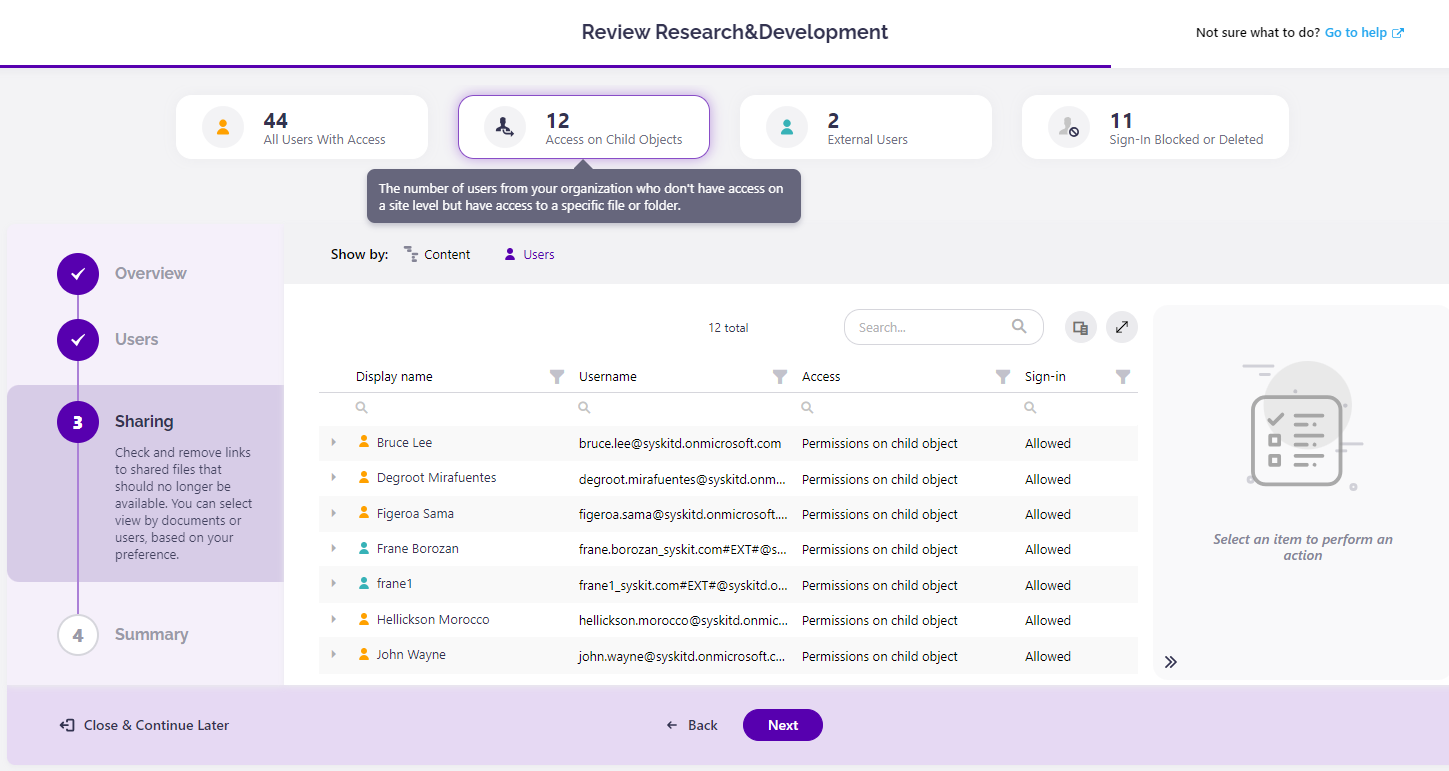 Review Research&Development
Not sure what to do? Go to help
44
All Users With Access
12
Access on Child Objects
2
External Users
11
Sign-In Blocked or Deleted
The number of users from your organization who don't have access on
a site level but have access to a specific file or folder.
Overview
Users
3
Sharing
Check and remove links
to shared files that
should no longer be
available. You can select
view by documents or
users, based on your
preference.
4
Summary
Show by: Content Users
12 total
Search...
Display name Username Access Sign-in
Bruce Lee bruce.lee@syskitd.onmicrosoft.com Permissions on child object Allowed
Degroot Mirafuentes degroot.mirafuentes@syskitd.onm... Permissions on child object Allowed
Figeroa Sama figeroa.sama@syskitd.onmicrosoft.... Permissions on child object Allowed
Frane Borozan frane.borozan_syskit.com#EXT#@s... Permissions on child object Allowed
frane1 frane1_syskit.com#EXT#@syskitd.o... Permissions on child object Allowed
Hellickson Morocco hellickson.morocco@syskitd.onmic... Permissions on child object Allowed
John Wayne john.wayne@syskitd.onmicrosoft.c... Permissions on child object Allowed
Select an item to perform an
action
Close & Continue Later
Back
Next